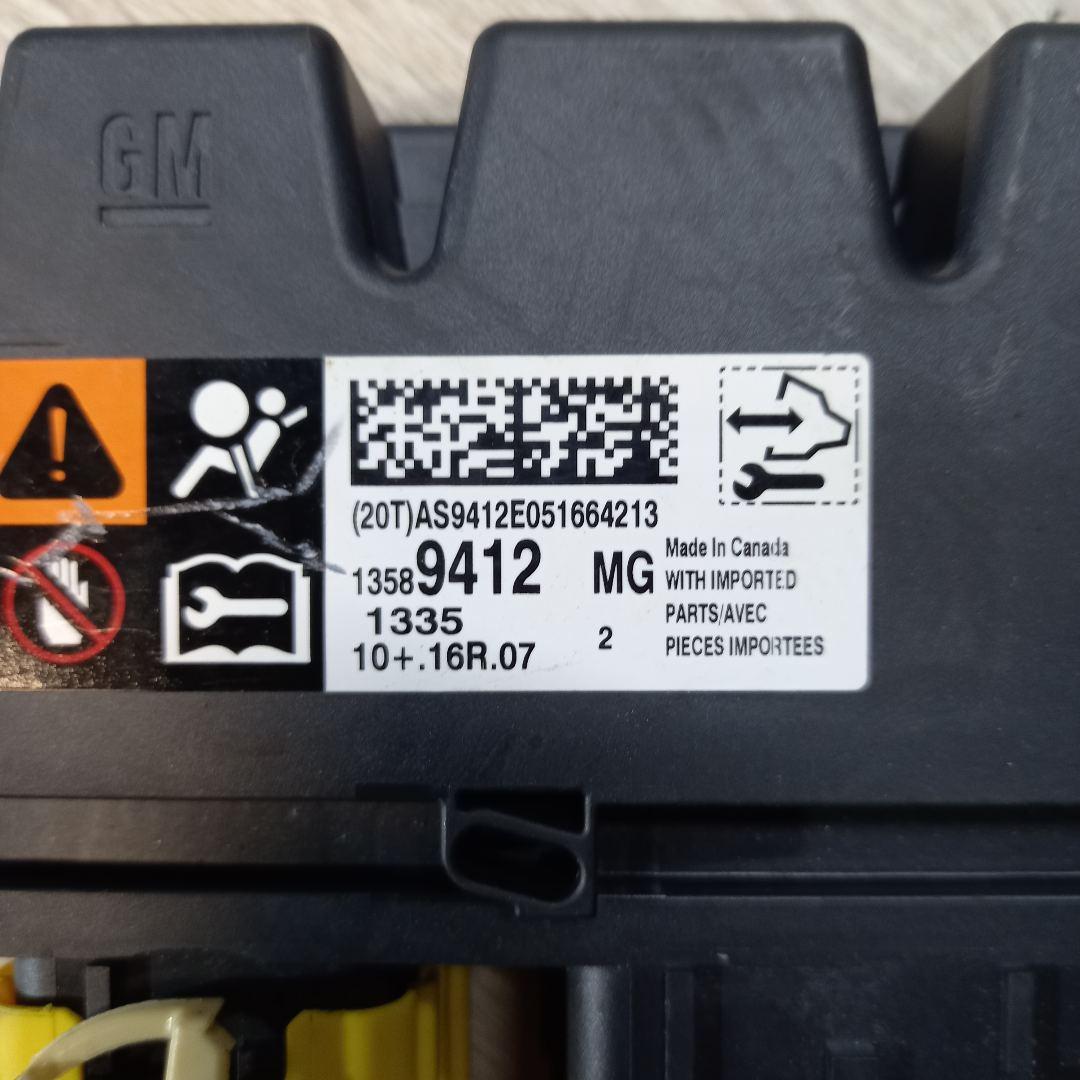 GM
(20T)AS9412E051664213
13589412 MG
1335
10+.16R.07 2
Made In Canada
WITH IMPORTED
PARTS/AVEC
PIECES IMPORTEES